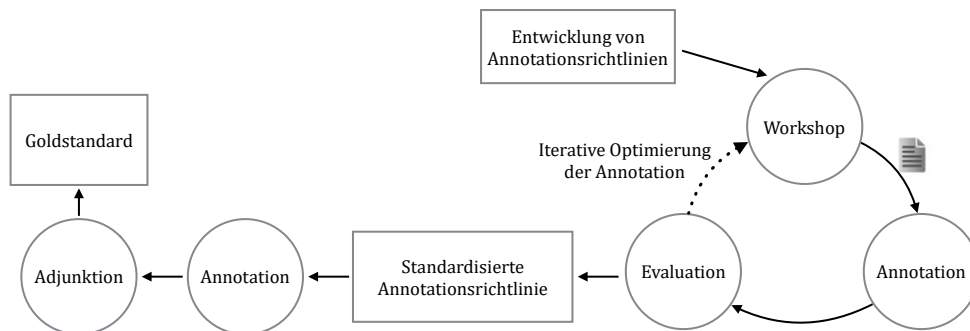 Entwicklung von
Annotationsrichtlinien
Workshop
Iterative Optimierung
der Annotation
Goldstandard
Adjunktion
Annotation
Standardisierte
Annotationsrichtlinie
Evaluation
Annotation